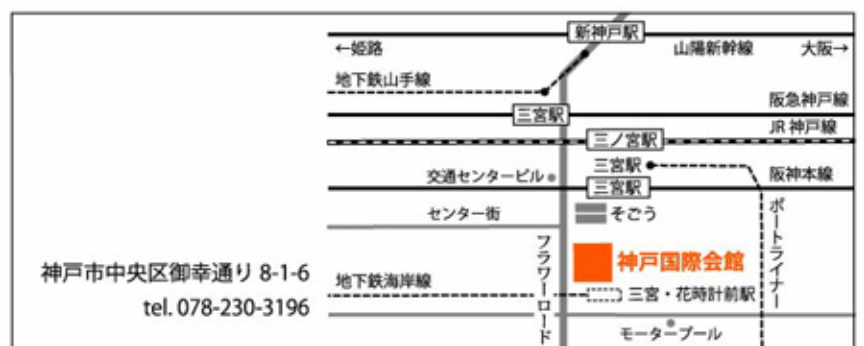 新神戸駅
←姫路
山陽新幹線
大阪→
地下鉄山手線
阪急神戸線
三宮駅
JR 神戸線
三ノ宮駅
三宮駅
交通センタービル
三宮駅
阪神本線
センター街
そごう
ポートライナー
フラワーロード
神戸国際会館
神戸市中央区御幸通り 8-1-6
地下鉄海岸線
三宮・花時計前駅
tel. 078-230-3196
モータープール